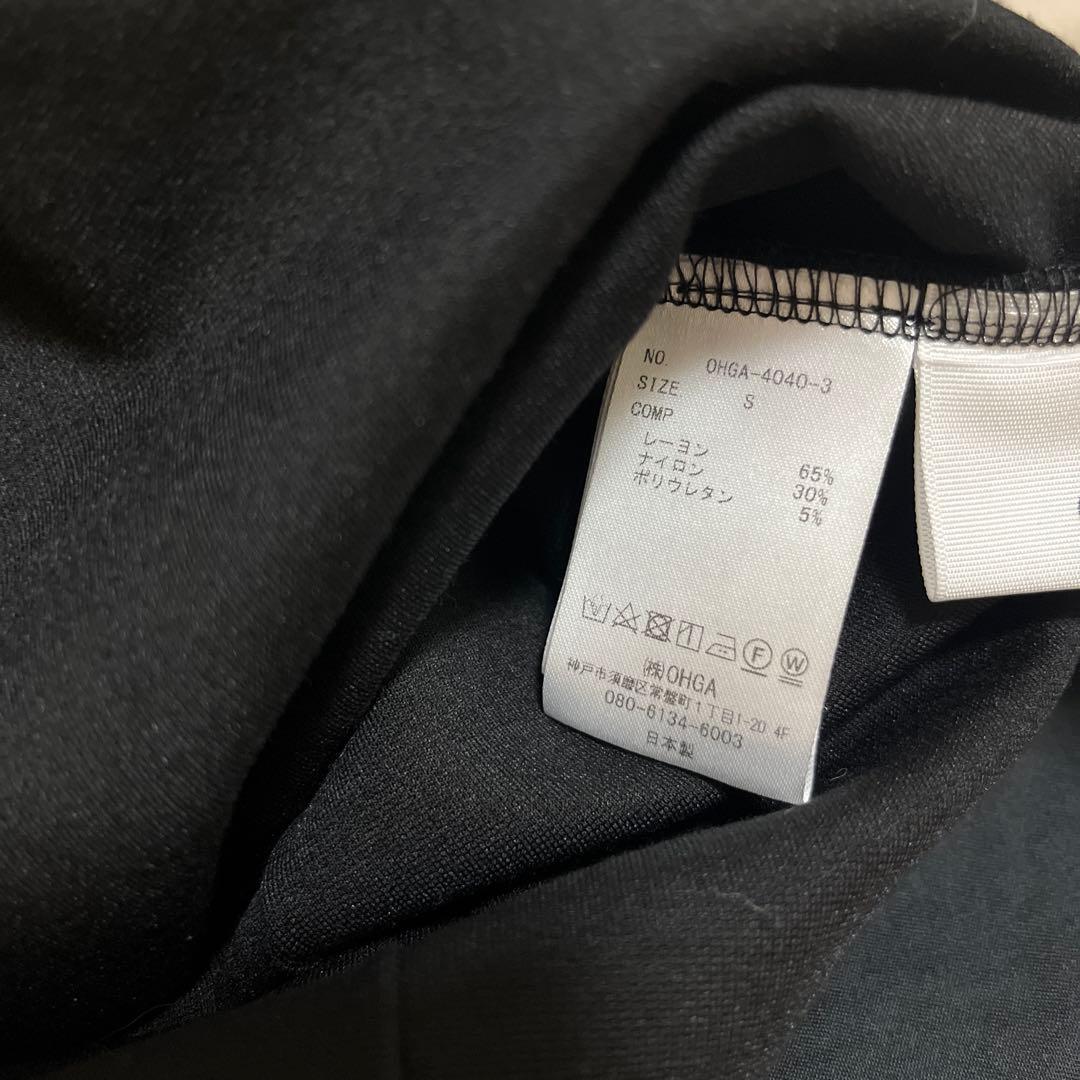 NO. OHGA-4040-3
SIZE S
COMP
レーヨン 65%
ナイロン 30%
ポリウレタン 5%
F W
(株)OHGA
神戸市須磨区常盤町1丁目1-20 4F
080-6134-6003
日本製